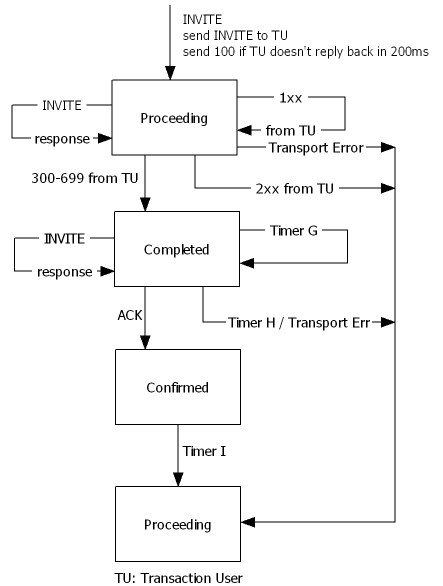 INVITE
send INVITE to TU
send 100 if TU doesn't reply back in 200ms
INVITE
response
Proceeding
1xx
from TU
Transport Error
300-699 from TU
2xx from TU
INVITE
response
Completed
Timer G
ACK
Timer H / Transport Err
Confirmed
Timer I
Proceeding
TU: Transaction User